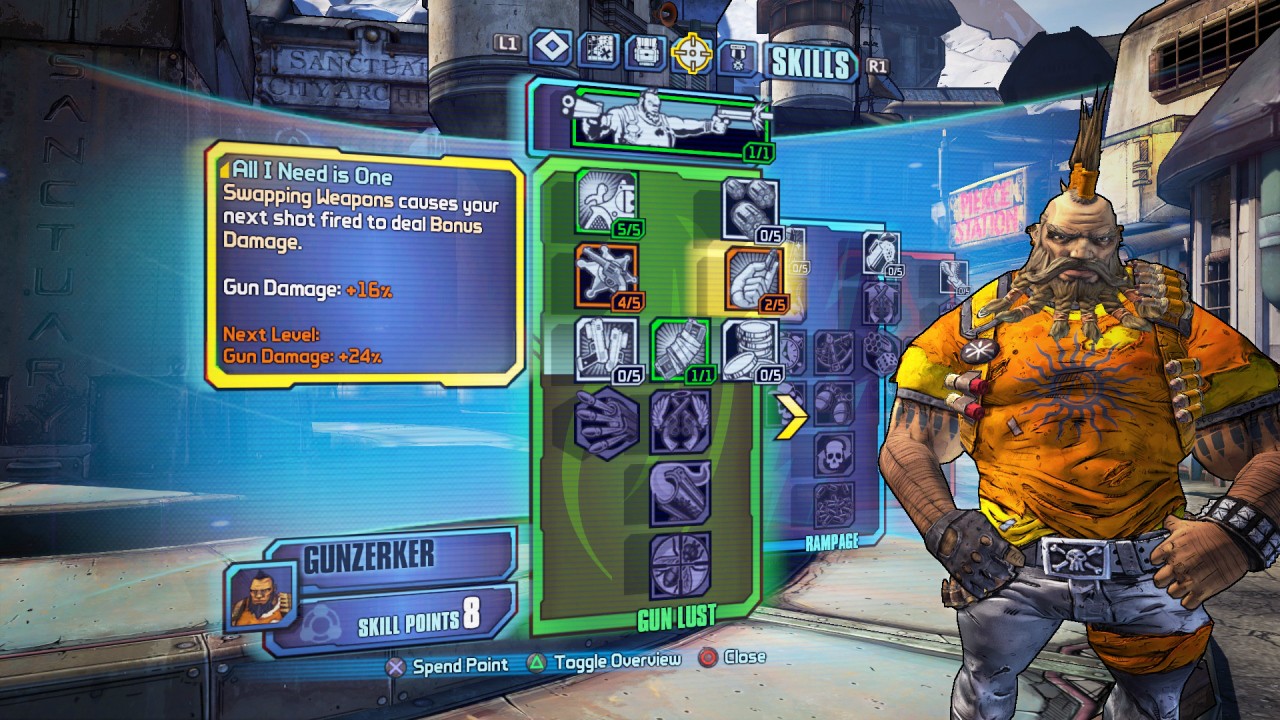 SANCTUARY
CITY ARCH
L1
SKILLS
R1
1/1
All I Need is One
Swapping Weapons causes your
next shot fired to deal Bonus
Damage.
Gun Damage: +16%
Next Level:
Gun Damage: +24%
5/5
0/5
4/5
2/5
0/5
1/1
0/5
0/5
0/5
PIERCE
STATION
SANCTUARY
RAMPAGE
GUN LUST
GUNZERKER
SKILL POINTS 8
Spend Point
Toggle Overview
Close